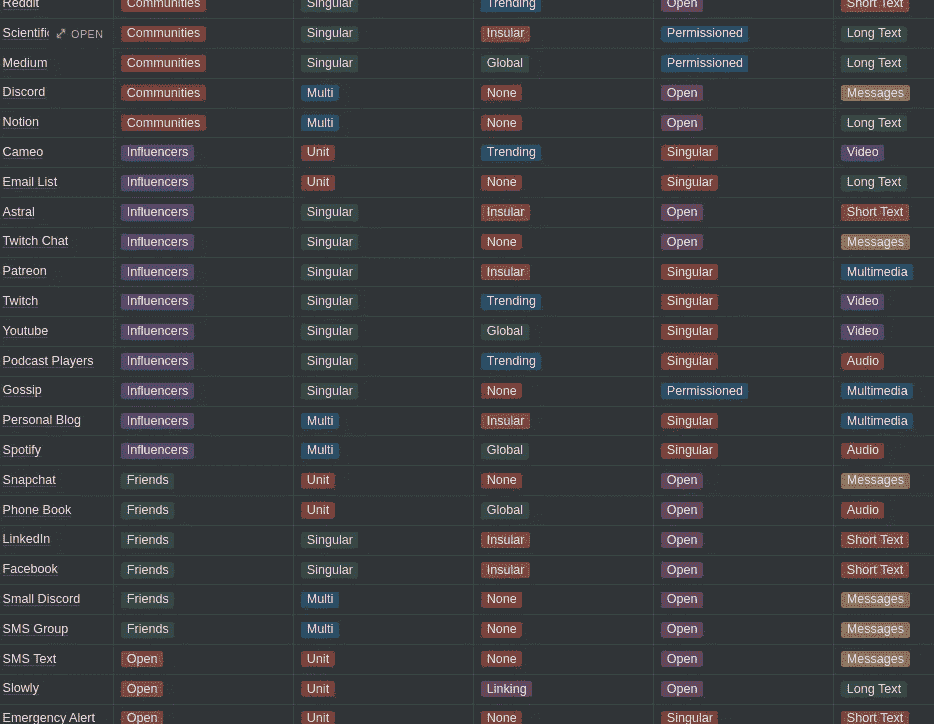 Reddit Communities Singular Trending Open Short Text
Scientific OPEN Communities Singular Insular Permissioned Long Text
Medium Communities Singular Global Permissioned Long Text
Discord Communities Multi None Open Messages
Notion Communities Multi None Open Long Text
Cameo Influencers Unit Trending Singular Video
Email List Influencers Unit None Singular Long Text
Astral Influencers Singular Insular Open Short Text
Twitch Chat Influencers Singular None Open Messages
Patreon Influencers Singular Insular Singular Multimedia
Twitch Influencers Singular Trending Singular Video
Youtube Influencers Singular Global Singular Video
Podcast Players Influencers Singular Trending Singular Audio
Gossip Influencers Singular None Permissioned Multimedia
Personal Blog Influencers Multi Insular Singular Multimedia
Spotify Influencers Multi Global Singular Audio
Snapchat Friends Unit None Open Messages
Phone Book Friends Unit Global Open Audio
LinkedIn Friends Singular Insular Open Short Text
Facebook Friends Singular Insular Open Short Text
Small Discord Friends Multi None Open Messages
SMS Group Friends Multi None Open Messages
SMS Text Open Unit None Open Messages
Slowly Open Unit Linking Open Long Text
Emergency Alert Open Unit None Singular Short Text